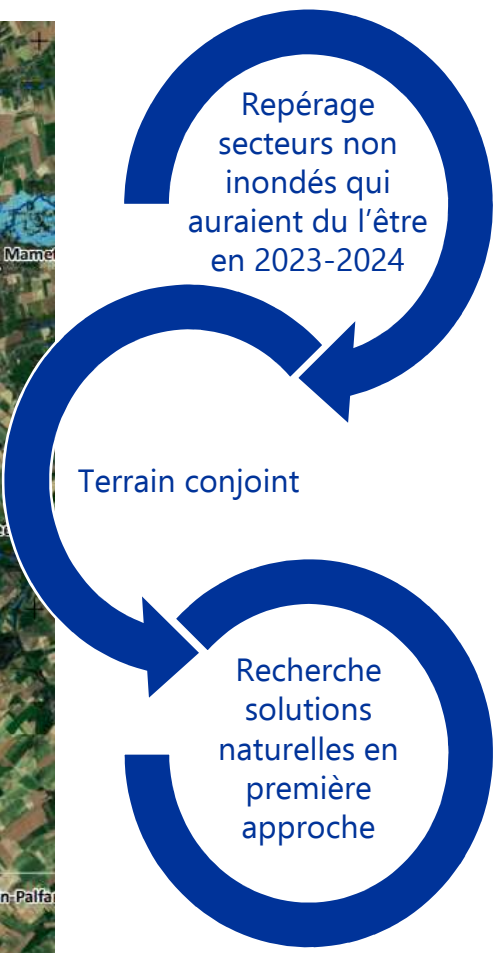 Repérage
secteurs non
inondés qui
auraient du l’être
en 2023-2024
Terrain conjoint
Recherche
solutions
naturelles en
première
approche